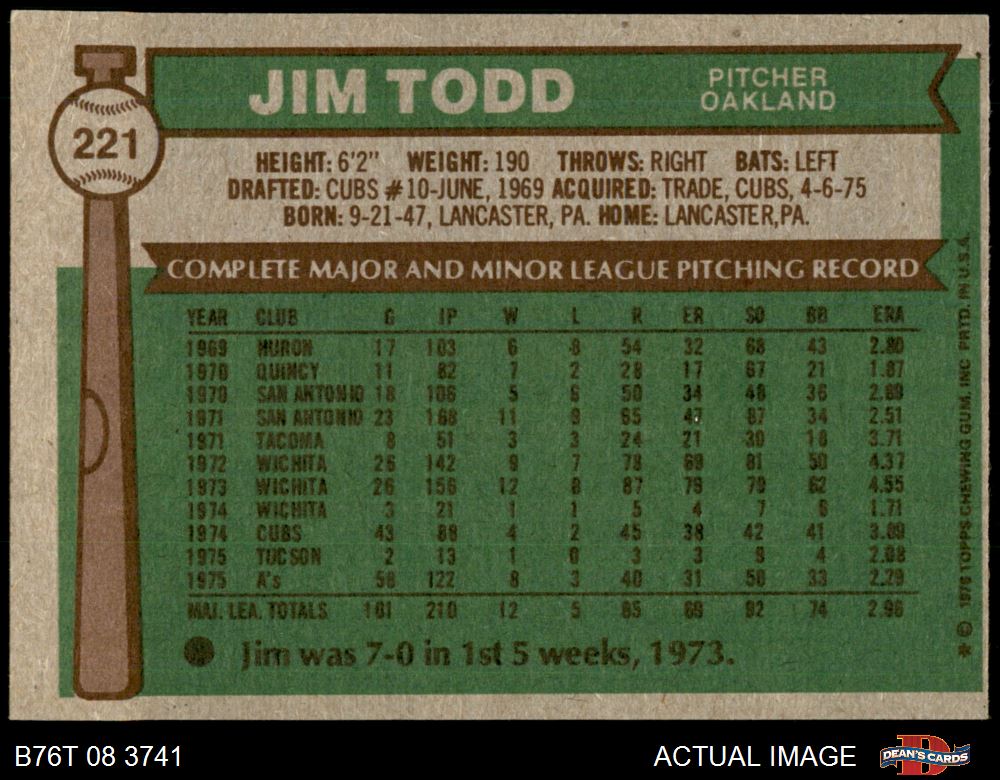 JIM TODD
PITCHER
OAKLAND
221
HEIGHT: 6'2" WEIGHT: 190 THROWS: RIGHT BATS: LEFT
DRAFTED: CUBS #10-JUNE, 1969 ACQUIRED: TRADE, CUBS, 4-6-75
BORN: 9-21-47, LANCASTER, PA. HOME: LANCASTER, PA.
COMPLETE MAJOR AND MINOR LEAGUE PITCHING RECORD
YEAR CLUB G IP W L R ER SO BB ERA
1969 HURON 17 103 6 8 54 32 68 43 2.80
1970 QUINCY 11 82 7 2 28 17 67 21 1.87
1970 SAN ANTONIO 18 106 5 6 50 34 48 36 2.89
1971 SAN ANTONIO 23 168 11 9 65 47 87 34 2.51
1971 TACOMA 8 51 3 3 24 21 30 18 3.71
1972 WICHITA 26 142 9 7 78 69 81 50 4.37
1973 WICHITA 26 156 12 8 87 79 79 62 4.55
1974 WICHITA 3 21 1 1 5 4 7 6 1.71
1974 CUBS 43 88 4 2 45 38 42 41 3.89
1975 TUCSON 2 13 1 0 3 3 9 4 2.08
1975 A's 58 122 8 3 40 31 50 33 2.29
MAJ. LEA. TOTALS 101 210 12 5 85 69 92 74 2.96
Jim was 7-0 in 1st 5 weeks, 1973.
* © 1976 TOPPS CHEWING GUM, INC PRTD. IN U.S.A.
B76T 08 3741
ACTUAL IMAGE
DEAN'S CARDS